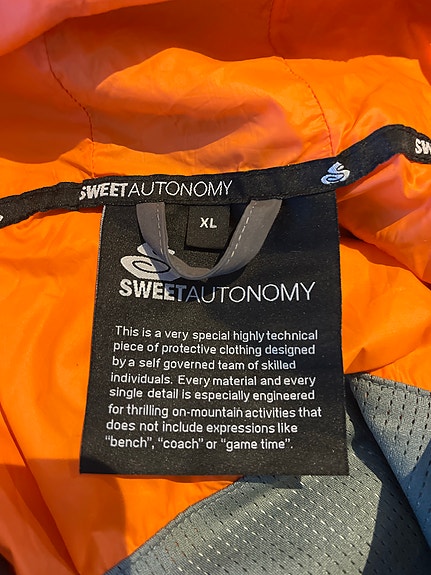 SWEETAUTONOMY
SW
XL
SWEETAUTONOMY
This is a very special highly technical
piece of protective clothing designed
by a self governed team of skilled
individuals. Every material and every
single detail is especially engineered
for thrilling on-mountain activities that
does not include expressions like
“bench”, “coach” or “game time”.